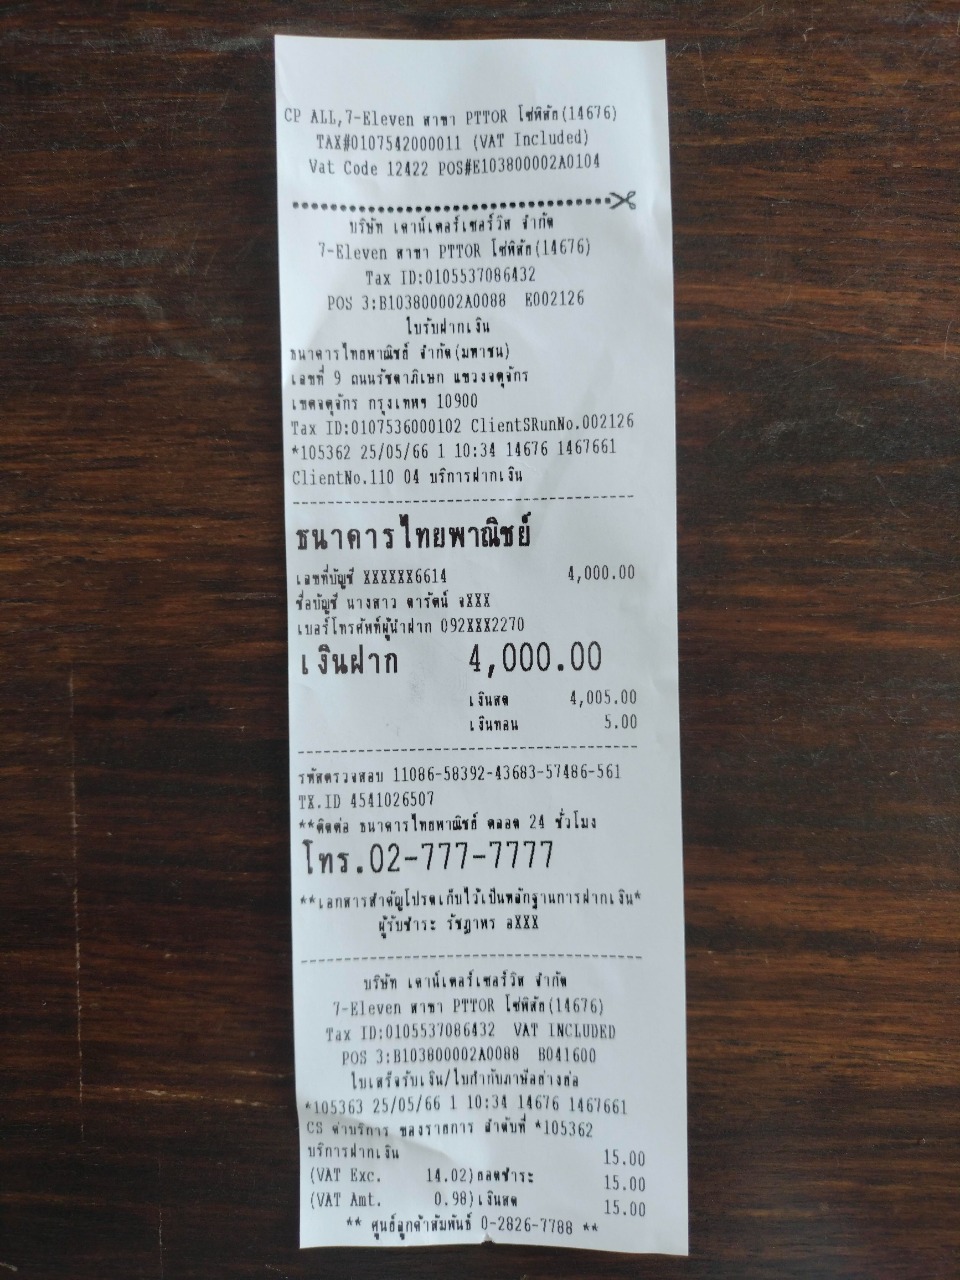 CP ALL,7-Eleven สาขา PTTOR โซ่พิสัย(14676)
TAX#0107542000011 (VAT Included)
Vat Code 12422 POS#E103800002A0104
บริษัท เคาน์เตอร์เซอร์วิส จำกัด
7-Eleven สาขา PTTOR โซ่พิสัย(14676)
Tax ID:0105537086432
POS 3:B103800002A0088 E002126
ใบรับฝากเงิน
ธนาคารไทยพาณิชย์ จำกัด(มหาชน)
เลขที่ 9 ถนนรัชดาภิเษก แขวงจตุจักร
เขตจตุจักร กรุงเทพฯ 10900
Tax ID:0107536000102 ClientSRunNo.002126
*105362 25/05/66 1 10:34 14676 1467661
ClientNo.110 04 บริการฝากเงิน
ธนาคารไทยพาณิชย์
เลขที่บัญชี XXXXXX6614 4,000.00
ชื่อบัญชี นางสาว ดารัตน์ จXXX
เบอร์โทรศัพท์ผู้นำฝาก 092XXX2270
เงินฝาก 4,000.00
เงินสด 4,005.00
เงินทอน 5.00
รหัสตรวจสอบ 11086-58392-43683-57486-561
TX.ID 4541026507
**ติดต่อ ธนาคารไทยพาณิชย์ ตลอด 24 ชั่วโมง
โทร.02-777-7777
**เอกสารสำคัญโปรดเก็บไว้เป็นหลักฐานการฝากเงิน*
ผู้รับชำระ รัชฎาพร XXX
บริษัท เคาน์เตอร์เซอร์วิส จำกัด
7-Eleven สาขา PTTOR โซ่พิสัย(14676)
Tax ID:0105537086432 VAT INCLUDED
POS 3:B103800002A0088 B041600
ใบเสร็จรับเงิน/ใบกำกับภาษีอย่างย่อ
*105363 25/05/66 1 10:34 14676 1467661
CS ค่าบริการ ของรายการ ลำดับที่ *105362
บริการฝากเงิน 15.00
(VAT Exc. 14.02)ยอดชำระ 15.00
(VAT Amt. 0.98)เงินสด 15.00
** ศูนย์ลูกค้าสัมพันธ์ 0-2826-7788 **